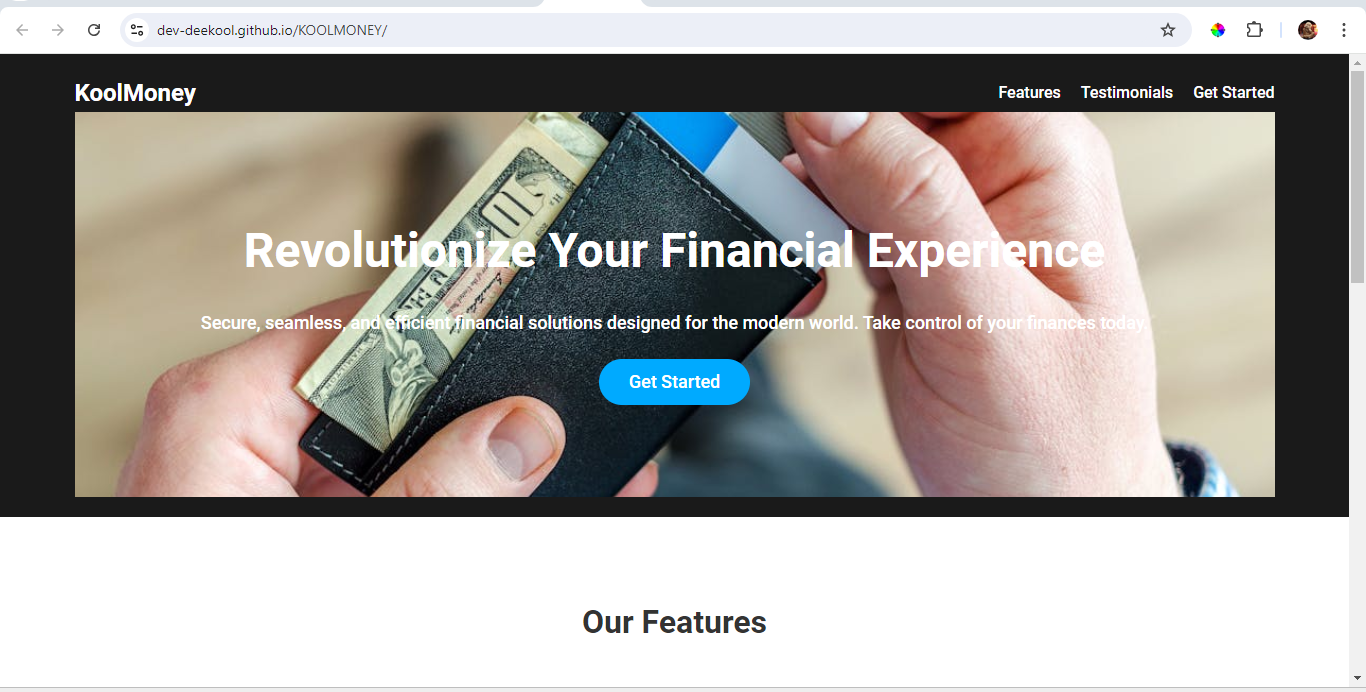 dev-deekool.github.io/KOOLMONEY/
KoolMoney
Features Testimonials Get Started
Revolutionize Your Financial Experience
Secure, seamless, and efficient financial solutions designed for the modern world. Take control of your finances today.
Get Started
Our Features